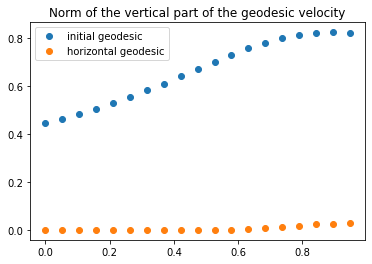 Norm of the vertical part of the geodesic velocity
initial geodesic
horizontal geodesic
0.8
0.6
0.4
0.2
0.0
0.0 0.2 0.4 0.6 0.8